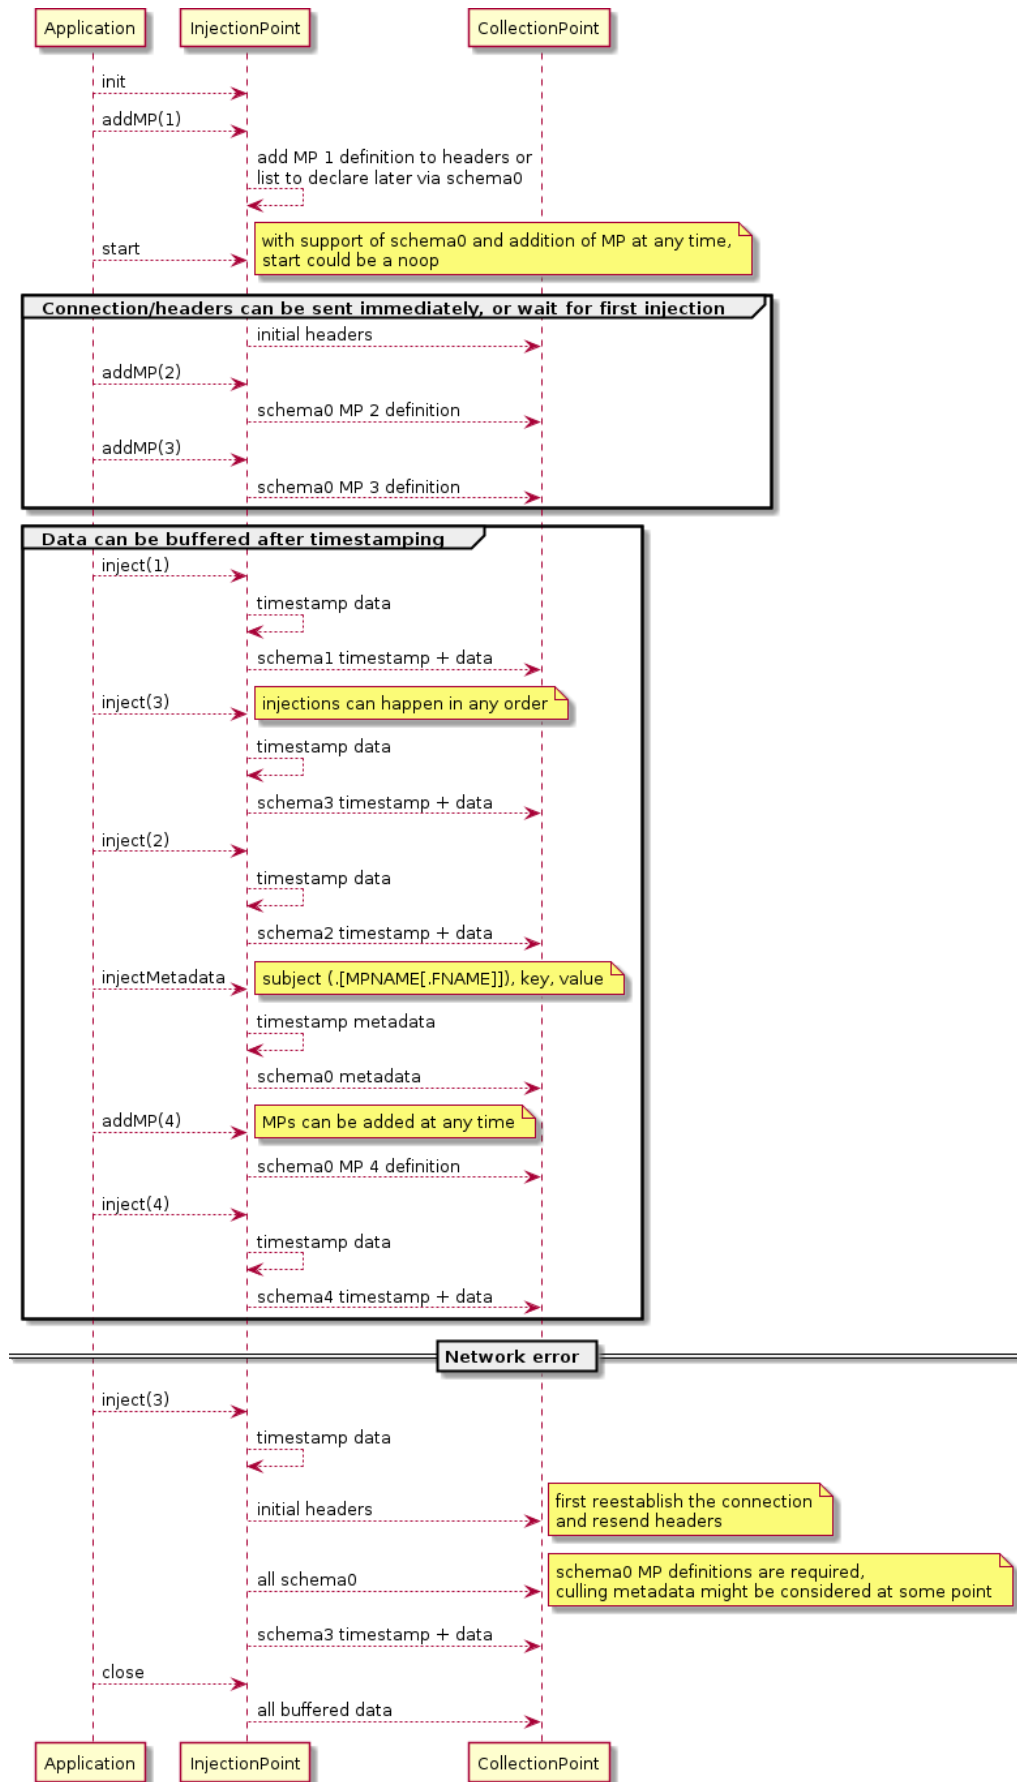 Application
InjectionPoint
CollectionPoint
init
addMP(1)
add MP 1 definition to headers or
list to declare later via schema0
start
with support of schema0 and addition of MP at any time,
start could be a noop
Connection/headers can be sent immediately, or wait for first injection
initial headers
addMP(2)
schema0 MP 2 definition
addMP(3)
schema0 MP 3 definition
Data can be buffered after timestamping
inject(1)
timestamp data
schema1 timestamp + data
inject(3)
injections can happen in any order
timestamp data
schema3 timestamp + data
inject(2)
timestamp data
schema2 timestamp + data
injectMetadata
subject (.[MPNAME[.FNAME]]), key, value
timestamp metadata
schema0 metadata
addMP(4)
MPs can be added at any time
schema0 MP 4 definition
inject(4)
timestamp data
schema4 timestamp + data
Network error
inject(3)
timestamp data
initial headers
first reestablish the connection
and resend headers
all schema0
schema0 MP definitions are required,
culling metadata might be considered at some point
schema3 timestamp + data
close
all buffered data
Application
InjectionPoint
CollectionPoint